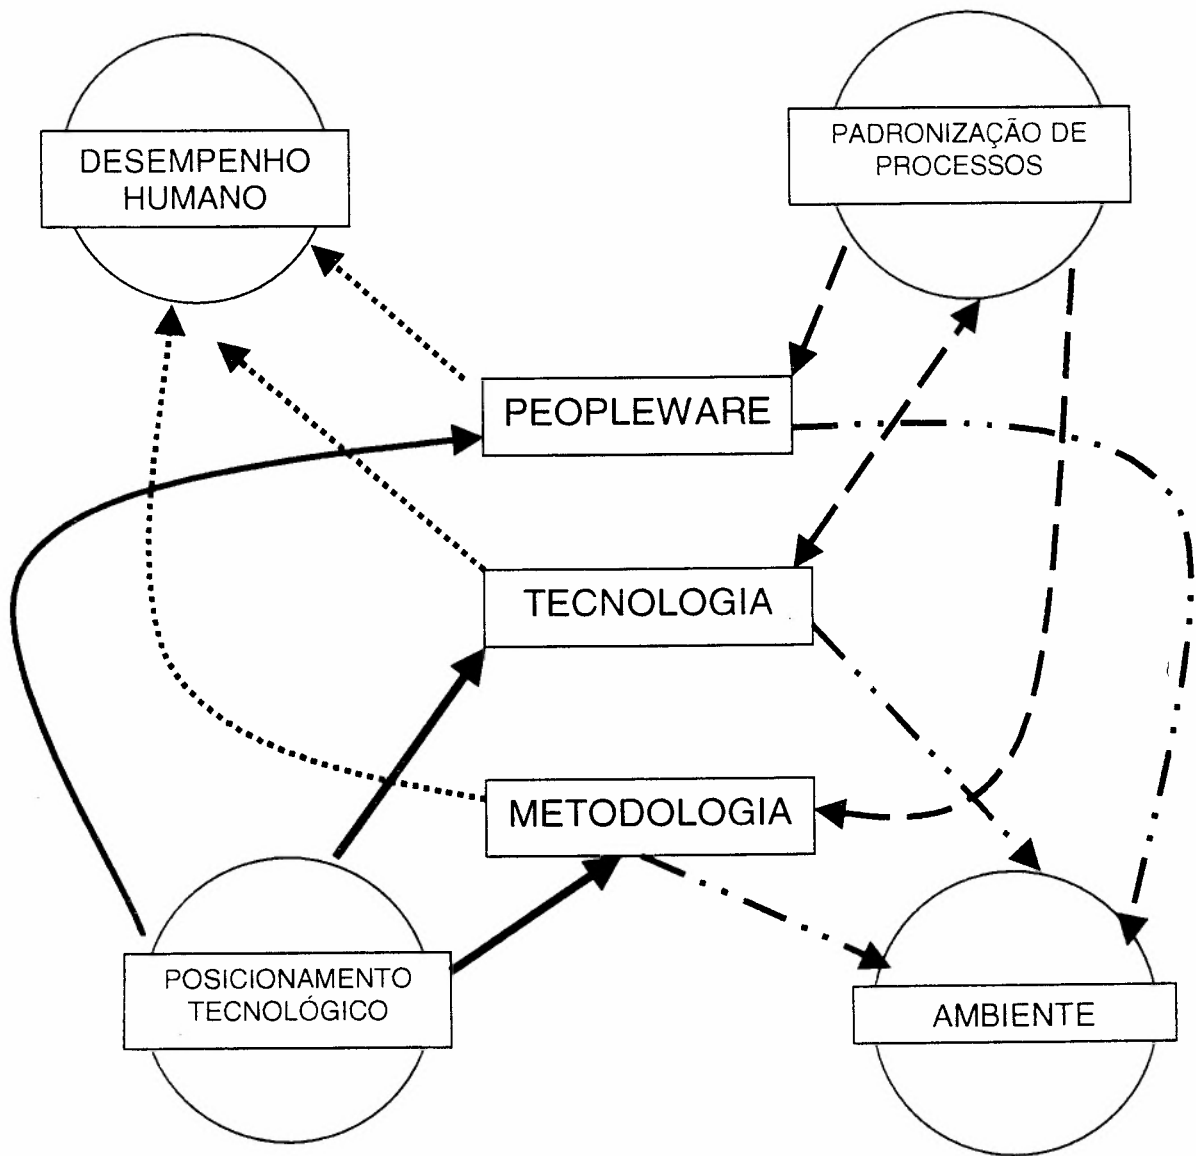 DESEMPENHO
HUMANO
PADRONIZAÇÃO DE
PROCESSOS
PEOPLEWARE
TECNOLOGIA
METODOLOGIA
POSICIONAMENTO
TECNOLÓGICO
AMBIENTE